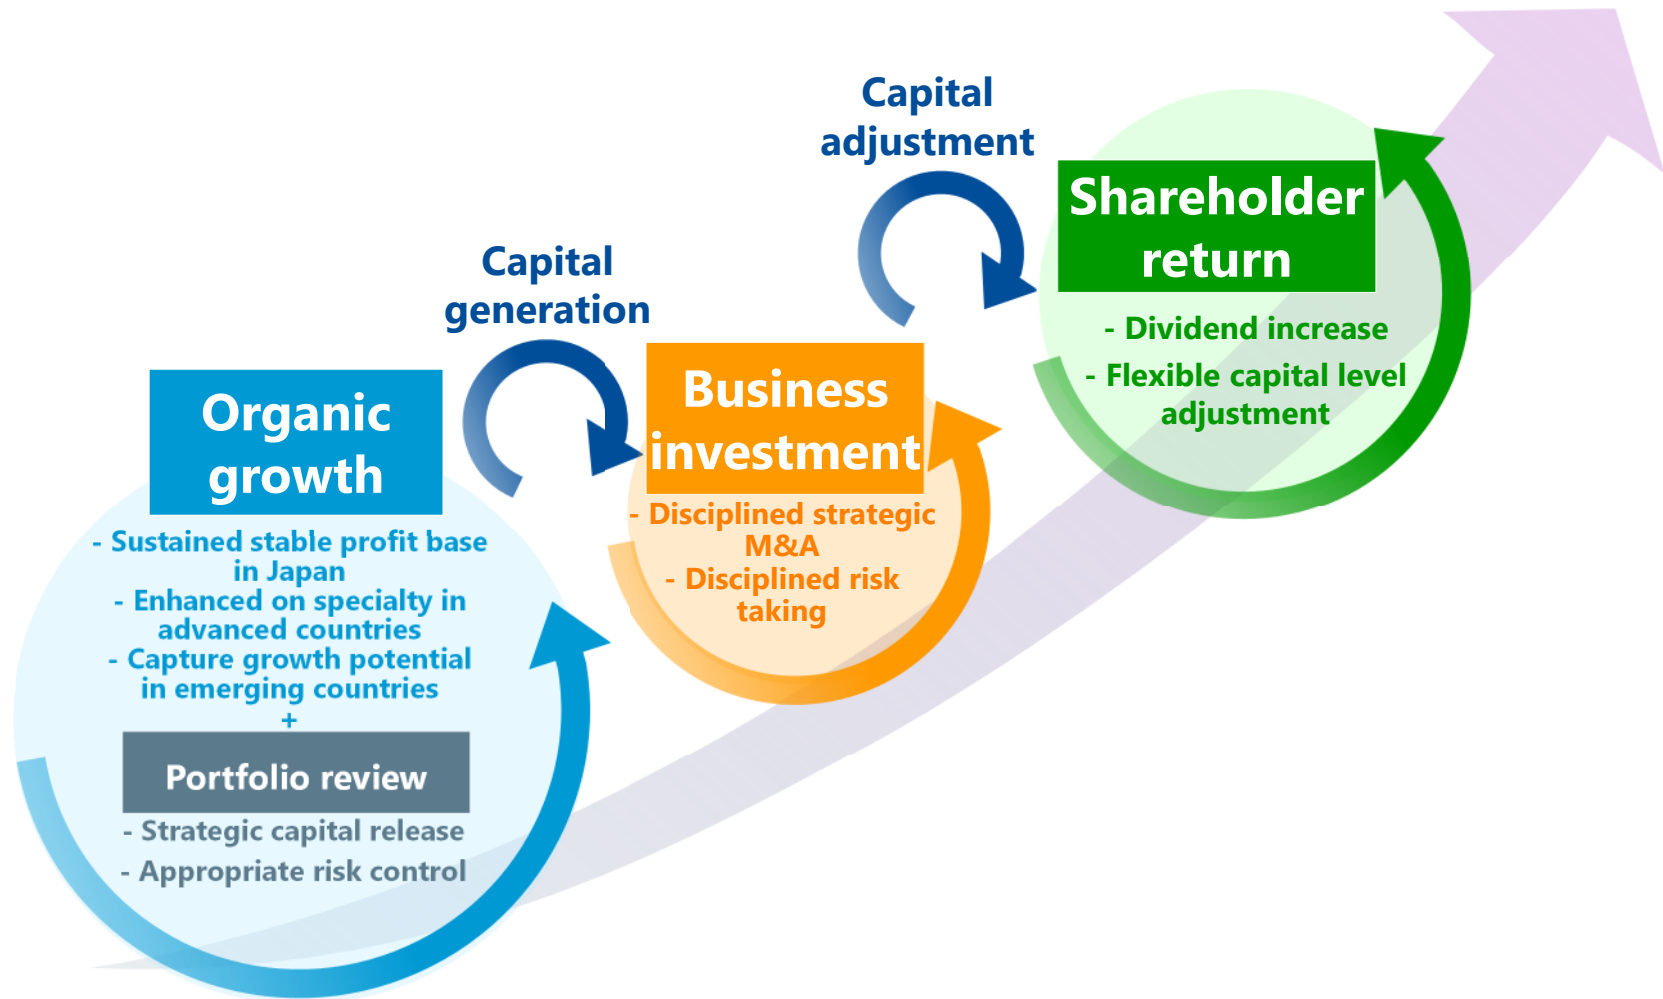 Capital
adjustment
Shareholder
return
- Dividend increase
- Flexible capital level
adjustment
Capital
generation
Business
investment
- Disciplined strategic
M&A
- Disciplined risk
taking
Organic
growth
- Sustained stable profit base
in Japan
- Enhanced on specialty in
advanced countries
- Capture growth potential
in emerging countries
+
Portfolio review
- Strategic capital release
- Appropriate risk control